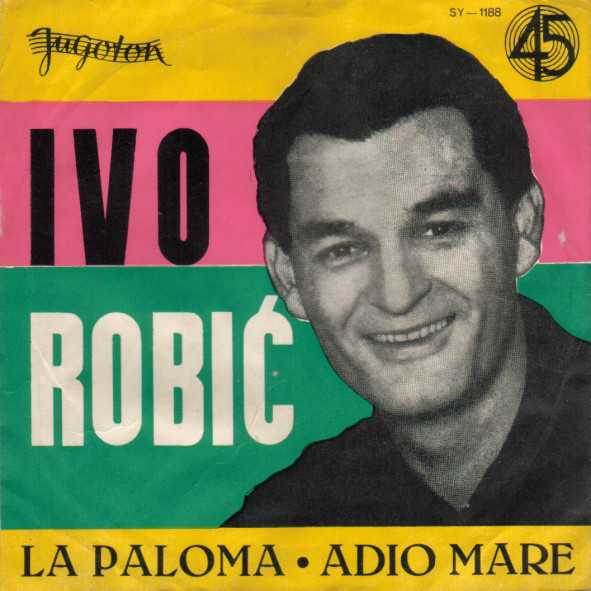 Jugoton
SY—1188
45
IVO
ROBIĆ
LA PALOMA • ADIO MARE